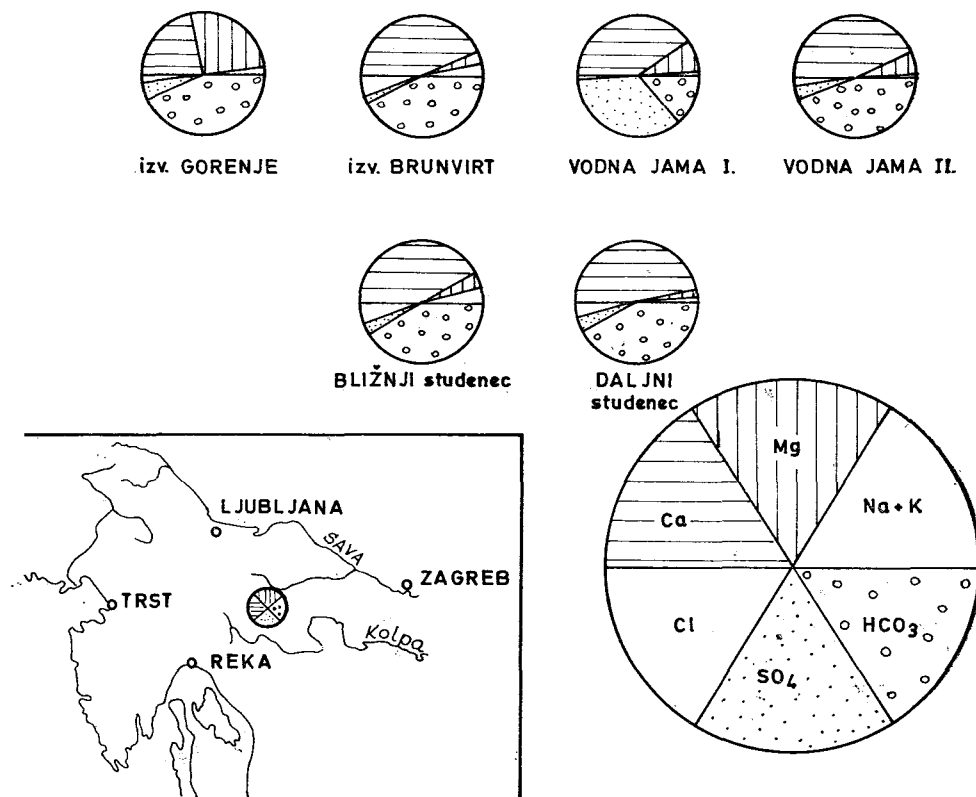 izv. GORENJE
izv. BRUNVIRT
VODNA JAMA I.
VODNA JAMA II.
BLIŽNJI studenec
DALJNI
studenec
LJUBLJANA
SAVA
ZAGREB
TRST
Kolpa
REKA
Mg
Ca
Na+K
Cl
HCO3
SO4